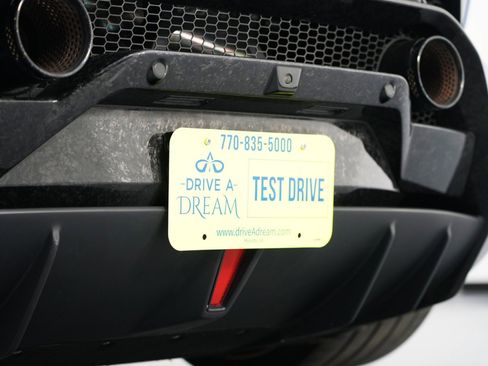 770-835-5000
-DRIVE A-
DREAM
TEST DRIVE
www.driveAdream.com